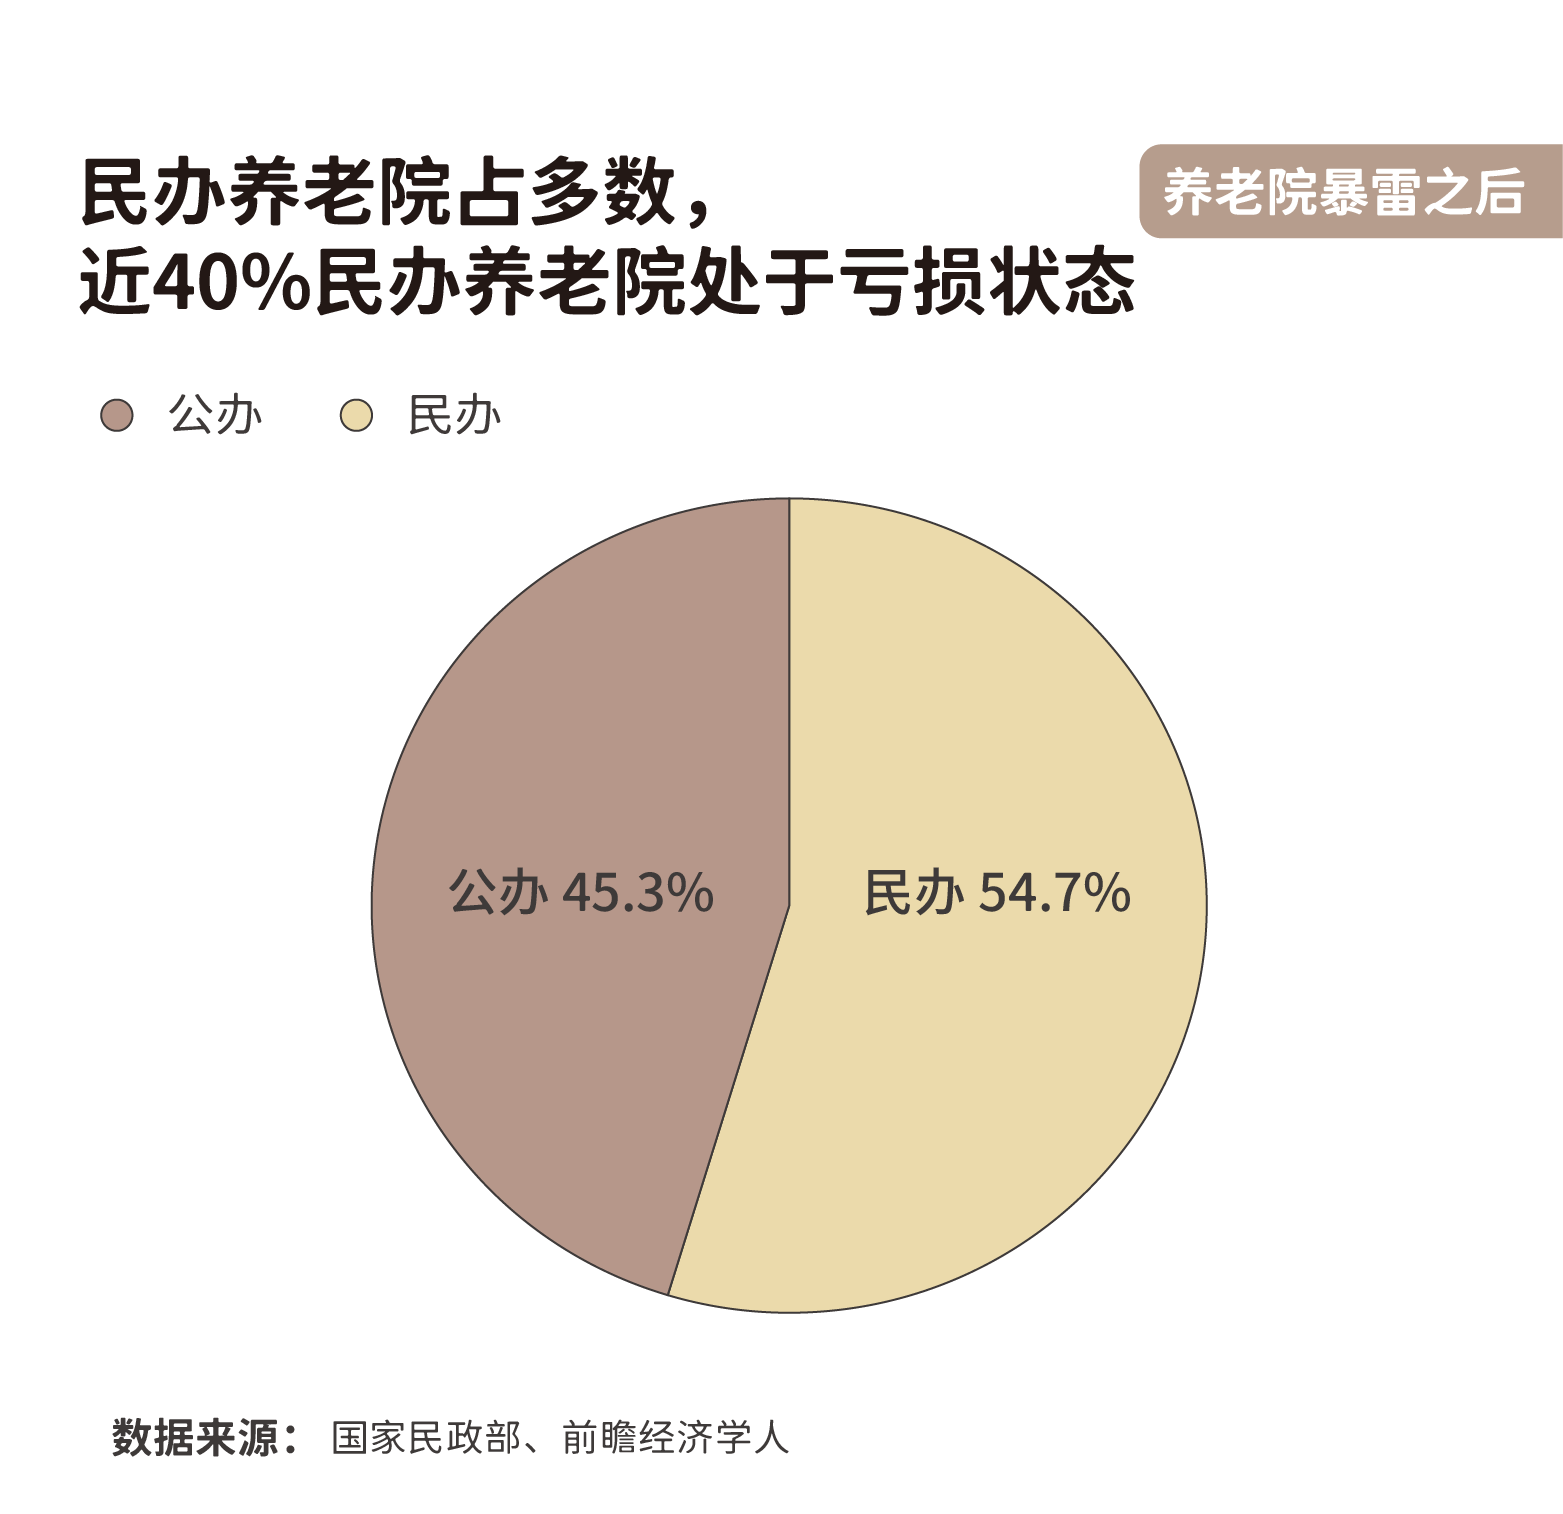 民办养老院占多数，
近40%民办养老院处于亏损状态
养老院暴雷之后
公办
民办
公办 45.3%
民办 54.7%
数据来源： 国家民政部、前瞻经济学人